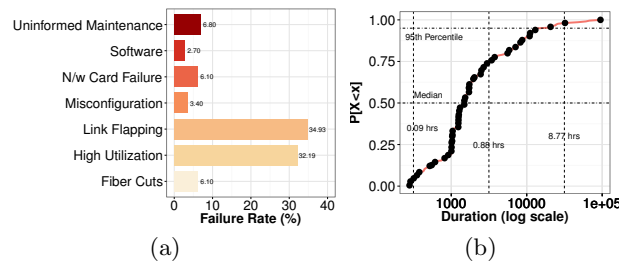 Uninformed Maintenance
6.80
Software
2.70
N/w Card Failure
6.10
Misconfiguration
3.40
Link Flapping
34.93
High Utilization
32.19
Fiber Cuts
6.10
0 10 20 30 40
Failure Rate (%)
(a)
P[X<x]
1.00
95th Percentile
0.75
Median
0.50
0.09 hrs
0.88 hrs
8.77 hrs
0.25
0.00
1000 10000 1e+05
Duration (log scale)
(b)